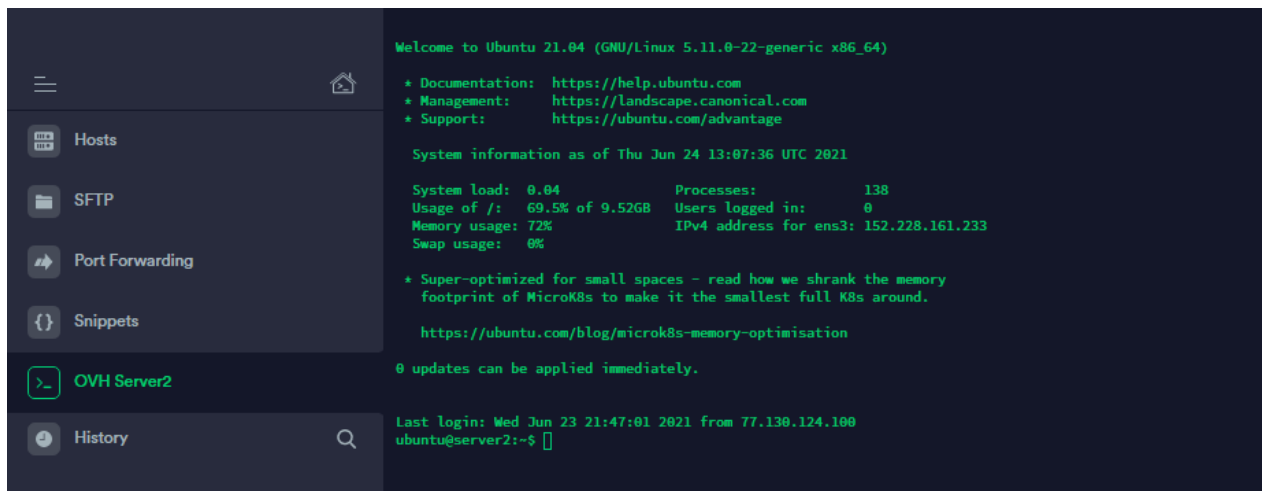 Hosts
SFTP
Port Forwarding
{} Snippets
>_ OVH Server2
History
Welcome to Ubuntu 21.04 (GNU/Linux 5.11.0-22-generic x86_64)
* Documentation:  https://help.ubuntu.com
* Management:     https://landscape.canonical.com
* Support:        https://ubuntu.com/advantage
System information as of Thu Jun 24 13:07:36 UTC 2021
System load:  0.04               Processes:             138
Usage of /:   69.5% of 9.52GB   Users logged in:       0
Memory usage: 72%                IPv4 address for ens3: 152.228.161.233
Swap usage:   0%
* Super-optimized for small spaces - read how we shrank the memory
footprint of MicroK8s to make it the smallest full K8s around.
https://ubuntu.com/blog/microk8s-memory-optimisation
0 updates can be applied immediately.
Last login: Wed Jun 23 21:47:01 2021 from 77.130.124.100
ubuntu@server2:~$